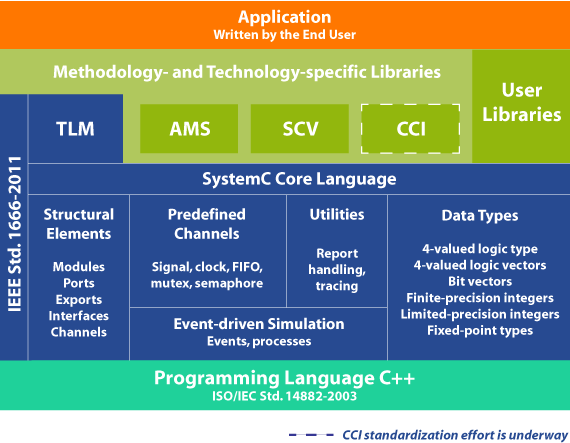 Application
Written by the End User
Methodology- and Technology-specific Libraries
User
Libraries
TLM
AMS
SCV
CCI
IEEE Std. 1666-2011
SystemC Core Language
Structural
Elements
Modules
Ports
Exports
Interfaces
Channels
Predefined
Channels
Signal, clock, FIFO,
mutex, semaphore
Utilities
Report
handling,
tracing
Data Types
4-valued logic type
4-valued logic vectors
Bit vectors
Finite-precision integers
Limited-precision integers
Fixed-point types
Event-driven Simulation
Events, processes
Programming Language C++
ISO/IEC Std. 14882-2003
CCI standardization effort is underway